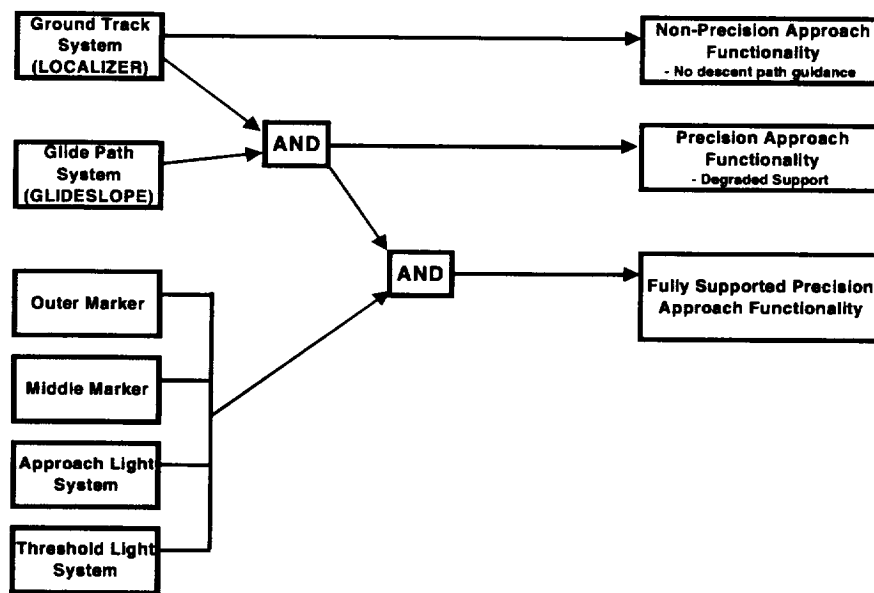 Ground Track
System
(LOCALIZER)
Non-Precision Approach
Functionality
- No descent path guidance
Glide Path
System
(GLIDESLOPE)
AND
Precision Approach
Functionality
- Degraded Support
AND
Fully Supported Precision
Approach Functionality
Outer Marker
Middle Marker
Approach Light
System
Threshold Light
System